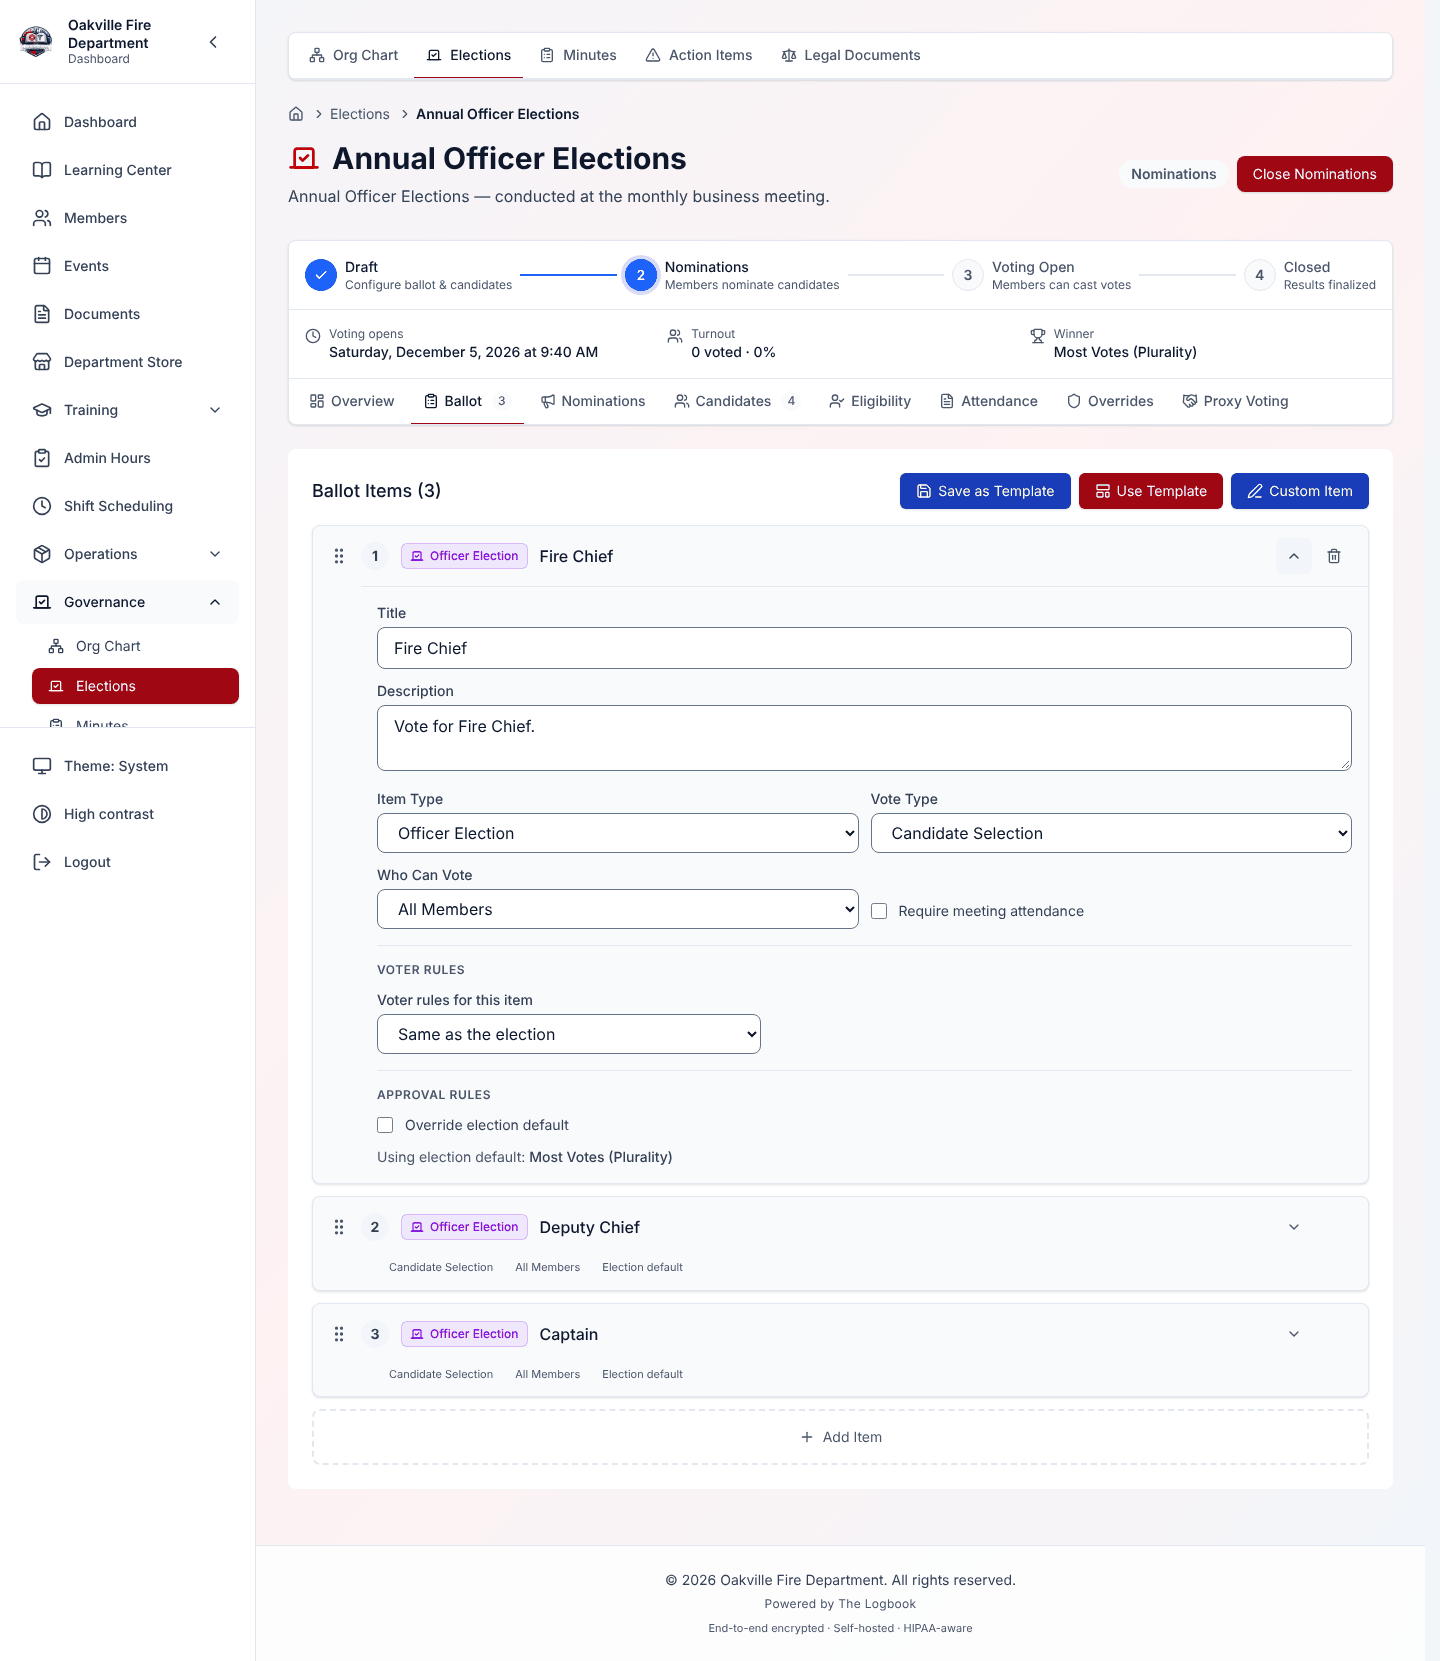 Oakville Fire
Department
Dashboard
Dashboard
Learning Center
Members
Events
Documents
Department Store
Training
Admin Hours
Shift Scheduling
Operations
Governance
Org Chart
Elections
Minutes
Theme: System
High contrast
Logout
Org Chart
Elections
Minutes
Action Items
Legal Documents
Elections
Annual Officer Elections
Annual Officer Elections
Annual Officer Elections — conducted at the monthly business meeting.
Nominations
Close Nominations
Draft
Configure ballot & candidates
2
Nominations
Members nominate candidates
3
Voting Open
Members can cast votes
4
Closed
Results finalized
Voting opens
Saturday, December 5, 2026 at 9:40 AM
Turnout
0 voted · 0%
Winner
Most Votes (Plurality)
Overview
Ballot 3
Nominations
Candidates 4
Eligibility
Attendance
Overrides
Proxy Voting
Ballot Items (3)
Save as Template
Use Template
Custom Item
1 Officer Election Fire Chief
Title
Fire Chief
Description
Vote for Fire Chief.
Item Type
Officer Election
Vote Type
Candidate Selection
Who Can Vote
All Members
Require meeting attendance
VOTER RULES
Voter rules for this item
Same as the election
APPROVAL RULES
Override election default
Using election default: Most Votes (Plurality)
2 Officer Election Deputy Chief
Candidate Selection All Members Election default
3 Officer Election Captain
Candidate Selection All Members Election default
Add Item
© 2026 Oakville Fire Department. All rights reserved.
Powered by The Logbook
End-to-end encrypted · Self-hosted · HIPAA-aware